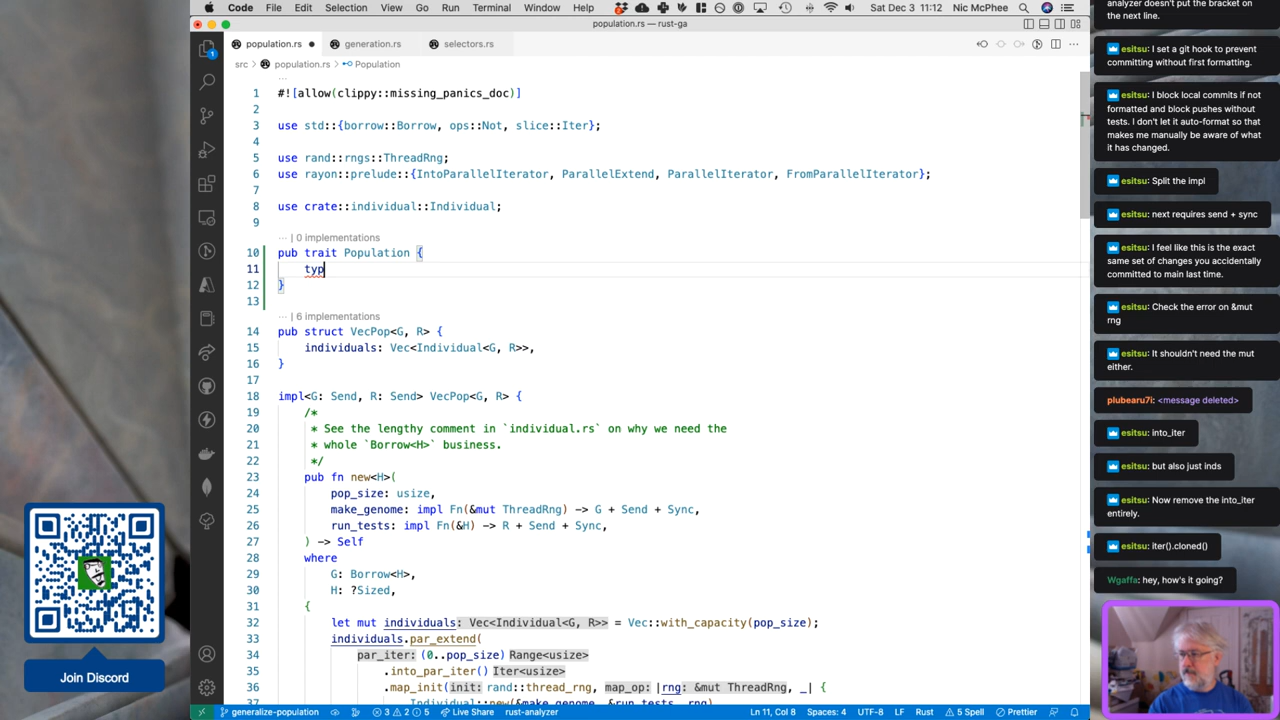 Code File Edit Selection View Go Run Terminal Window Help Sat Dec 3 11:12 Nic McPhee
population.rs — rust-ga
population.rs generation.rs selectors.rs
src > population.rs > Population
1 #![allow(clippy::missing_panics_doc)]
2
3 use std::{borrow::Borrow, ops::Not, slice::Iter};
4
5 use rand::rngs::ThreadRng;
6 use rayon::prelude::{IntoParallelIterator, ParallelExtend, ParallelIterator, FromParallelIterator};
7
8 use crate::individual::Individual;
9
... | 0 implementations
10 pub trait Population {
11 typ
12 }
13
... | 6 implementations
14 pub struct VecPop<G, R> {
15 individuals: Vec<Individual<G, R>>,
16 }
17
18 impl<G: Send, R: Send> VecPop<G, R> {
19 /*
20 * See the lengthy comment in `individual.rs` on why we need the
21 * whole `Borrow<H>` business.
22 */
23 pub fn new<H>(
24 pop_size: usize,
25 make_genome: impl Fn(&mut ThreadRng) -> G + Send + Sync,
26 run_tests: impl Fn(&H) -> R + Send + Sync,
27 ) -> Self
28 where
29 G: Borrow<H>,
30 H: ?Sized,
31 {
32 let mut individuals: Vec<Individual<G, R>> = Vec::with_capacity(pop_size);
33 individuals.par_extend(
34 par_iter: (0..pop_size) Range<usize>
35 .into_par_iter() Iter<usize>
36 .map_init(init: rand::thread_rng, map_op: |rng: &mut ThreadRng, _| {
37 Individual::new(&make_genome, &run_tests, rng)
generalize-population 3 2 5 Live Share rust-analyzer Ln 11, Col 8 Spaces: 4 UTF-8 LF Rust 5 Spell Prettier
analyzer doesn't put the bracket on
the next line.
esitsu: I set a git hook to prevent
committing without first formatting.
esitsu: I block local commits if not
formatted and block pushes without
tests. I don't let it auto-format so that
makes me manually be aware of what
it has changed.
esitsu: Split the impl
esitsu: next requires send + sync
esitsu: I feel like this is the exact
same set of changes you accidentally
committed to main last time.
esitsu: Check the error on &mut
rng
esitsu: It shouldn't need the mut
either.
plubearu7i: <message deleted>
esitsu: into_iter
esitsu: but also just inds
esitsu: Now remove the into_iter
entirely.
esitsu: iter().cloned()
Wgaffa: hey, how's it going?
Join Discord